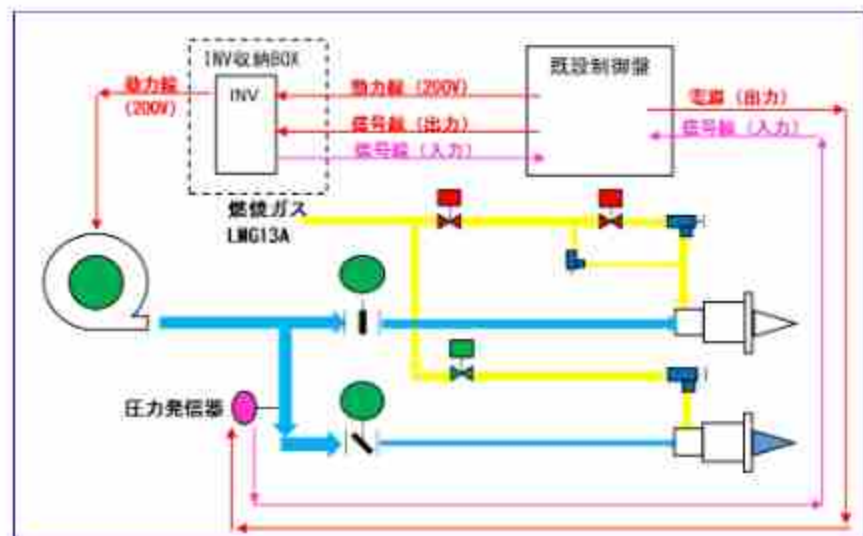 INV収納BOX
INV
動力線
(200V)
動力線 (200V)
信号線 (出力)
信号線 (入力)
既設制御盤
電源 (出力)
信号線 (入力)
燃焼ガス
LMG13A
圧力発信器